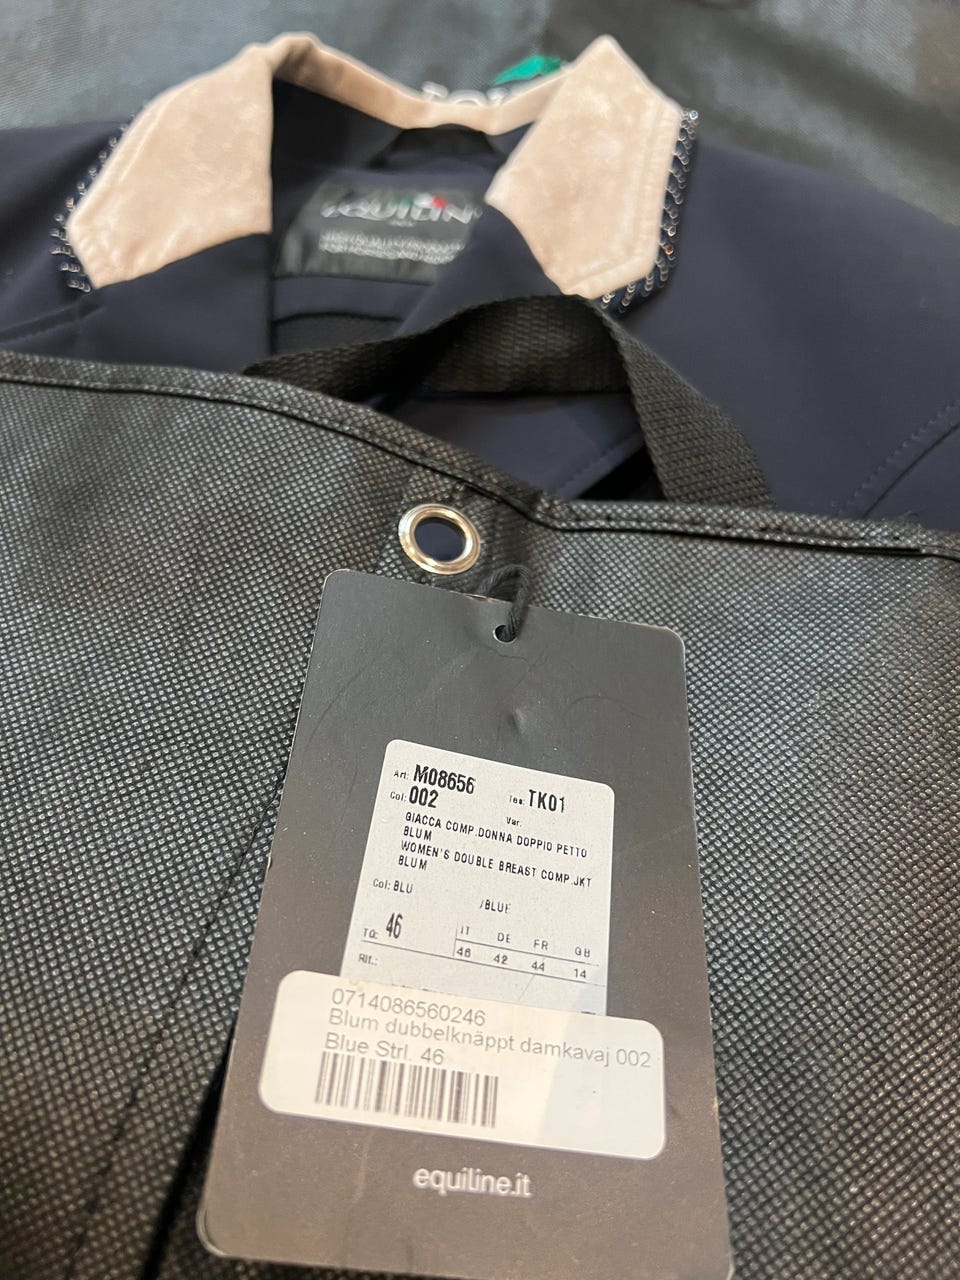 EQUILINE
Art: M08656 Tes: TK01
Col: 002 Var.
GIACCA COMP.DONNA DOPPIO PETTO
BLUM
WOMEN'S DOUBLE BREAST COMP.JKT
BLUM
Col: BLU /BLUE
TG: 46 IT DE FR GB
46 42 44 14
Rif.:
0714086560246
Blum dubbelknäppt damkavaj 002
Blue Strl. 46
equiline.it